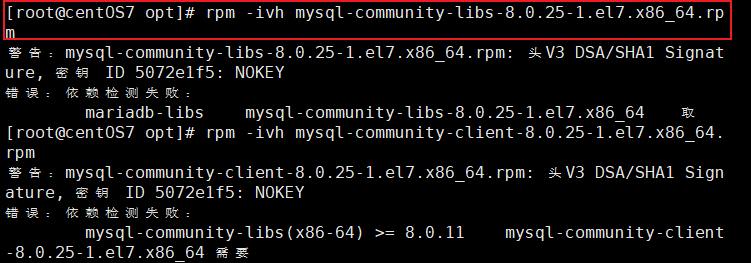 [root@centOS7 opt]# rpm -ivh mysql-community-libs-8.0.25-1.el7.x86_64.rp
m
警告：mysql-community-libs-8.0.25-1.el7.x86_64.rpm: 头V3 DSA/SHA1 Signat
ure, 密钥 ID 5072e1f5: NOKEY
错误：依赖检测失败：
mariadb-libs mysql-community-libs-8.0.25-1.el7.x86_64 取
[root@centOS7 opt]# rpm -ivh mysql-community-client-8.0.25-1.el7.x86_64.
rpm
警告：mysql-community-client-8.0.25-1.el7.x86_64.rpm: 头V3 DSA/SHA1 Sign
ature, 密钥 ID 5072e1f5: NOKEY
错误：依赖检测失败：
mysql-community-libs(x86-64) >= 8.0.11 mysql-community-client
-8.0.25-1.el7.x86_64 需要